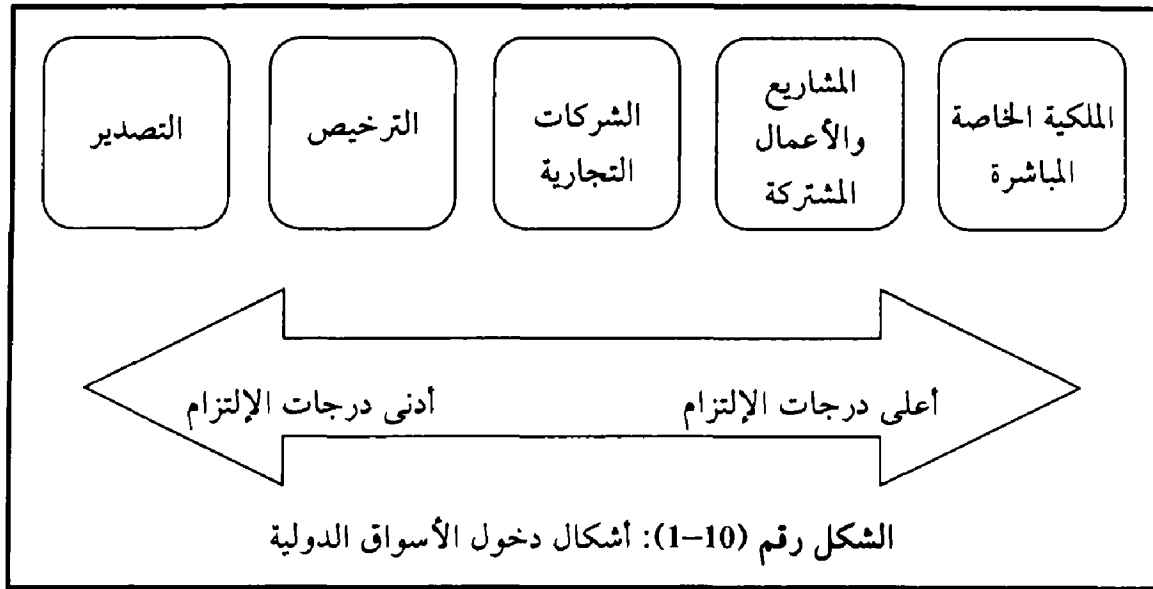 الملكية الخاصة
المباشرة
المشاريع
والأعمال
المشتركة
الشركات
التجارية
الترخيص
التصدير
أعلى درجات الإلتزام
أدنى درجات الإلتزام
الشكل رقم (10–1): أشكال دخول الأسواق الدولية